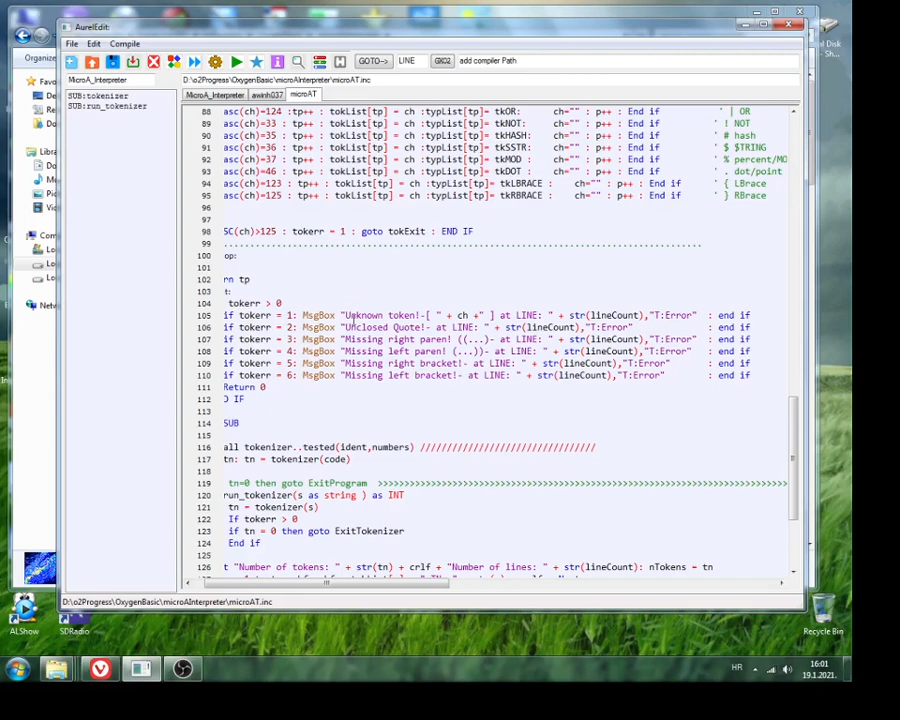 AurelEdit:
File Edit Compile
Organize
GOTO-> LINE GXO2 add compiler Path
MicroA_Interpreter D:\o2Progress\OxygenBasic\microAInterpreter\microAT.inc
SUB:tokenizer
SUB:run_tokenizer
MicroA_Interpreter awinh037 microAT
88 asc(ch)=124 :tp++ : tokList[tp] = ch :typList[tp]= tkOR: ch="" : p++ : End if ' | OR
89 asc(ch)=33 : tp++ : tokList[tp] = ch :typList[tp]= tkNOT: ch="" : p++ : End if ' ! NOT
90 asc(ch)=35 : tp++ : tokList[tp] = ch :typList[tp]= tkHASH: ch="" : p++ : End if ' # hash
91 asc(ch)=36 : tp++ : tokList[tp] = ch :typList[tp]= tkSSTR: ch="" : p++ : End if ' $ $TRING
92 asc(ch)=37 : tp++ : tokList[tp] = ch :typList[tp]= tkMOD : ch="" : p++ : End if ' % percent/MO
93 asc(ch)=46 : tp++ : tokList[tp] = ch :typList[tp]= tkDOT : ch="" : p++ : End if ' . dot/point
94 asc(ch)=123 : tp++ : tokList[tp] = ch :typList[tp]= tkLBRACE : ch="" : p++ : End if ' { LBrace
95 asc(ch)=125 : tp++ : tokList[tp] = ch :typList[tp]= tkRBRACE : ch="" : p++ : End if ' } RBrace
96
97
98 SC(ch)>125 : tokerr = 1 : goto tokExit : END IF
99
100 op:
101
102 rn tp
103 t:
104 tokerr > 0
105 if tokerr = 1: MsgBox "Unknown token!-[ " + ch +" ] at LINE: " + str(lineCount),"T:Error" : end if
106 if tokerr = 2: MsgBox "Unclosed Quote!- at LINE: " + str(lineCount),"T:Error" : end if
107 if tokerr = 3: MsgBox "Missing right paren! ((...)- at LINE: " + str(lineCount),"T:Error" : end if
108 if tokerr = 4: MsgBox "Missing left paren! (...))- at LINE: " + str(lineCount),"T:Error" : end if
109 if tokerr = 5: MsgBox "Missing right bracket!- at LINE: " + str(lineCount),"T:Error" : end if
110 if tokerr = 6: MsgBox "Missing left bracket!- at LINE: " + str(lineCount),"T:Error" : end if
111 Return 0
112 D IF
113
114 SUB
115
116 all tokenizer..tested(ident,numbers) /////////////////////////////////
117 tn: tn = tokenizer(code)
118
119 tn=0 then goto ExitProgram
120 run_tokenizer(s as string ) as INT
121 tn = tokenizer(s)
122 If tokerr > 0
123 if tn = 0 then goto ExitTokenizer
124 End if
125
126 t "Number of tokens: " + str(tn) + crlf + "Number of lines: " + str(lineCount): nTokens = tn
D:\o2Progress\OxygenBasic\microAInterpreter\microAT.inc
ALShow
SDRadio
Recycle Bin
HR
16:01
19.1.2021.